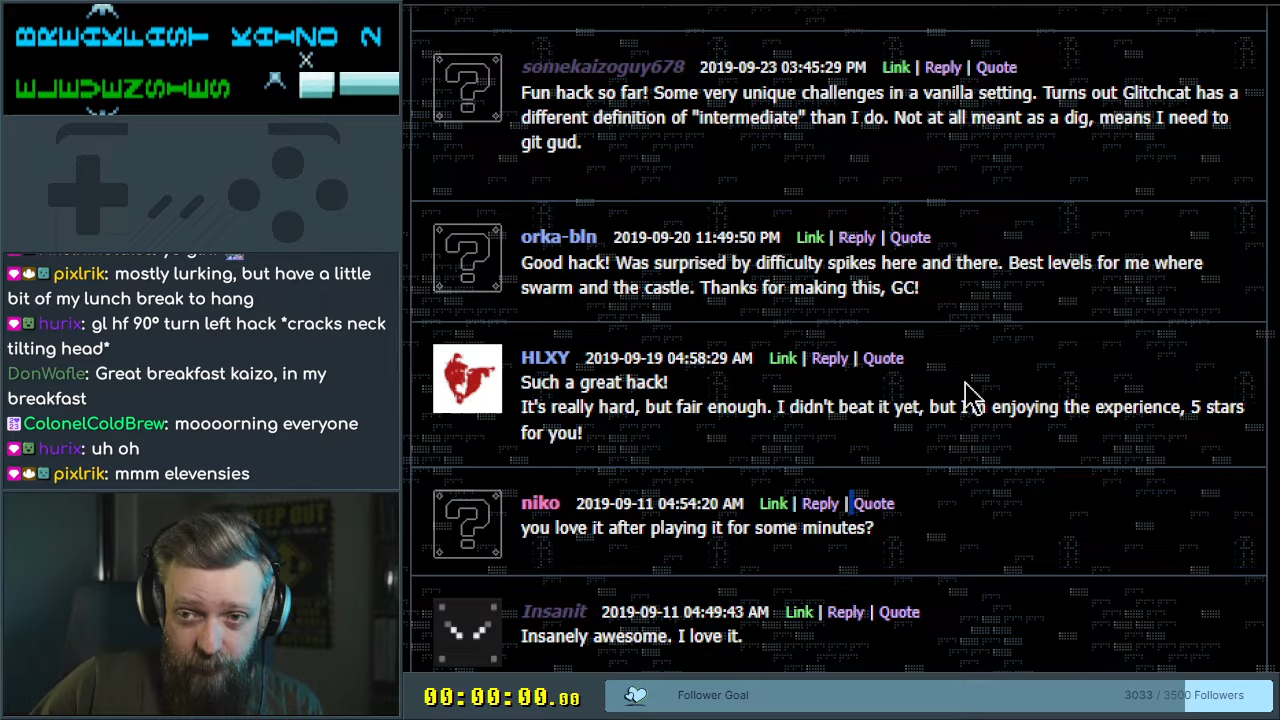 BREAKFAST KAIZO 2
X
ELEVENSIES
pixlrik: mostly lurking, but have a little
bit of my lunch break to hang
hurix: gl hf 90° turn left hack *cracks neck
tilting head*
DonWafle: Great breakfast kaizo, in my
breakfast
ColonelColdBrew: moooorning everyone
hurix: uh oh
pixlrik: mmm elevensies
somekaizoguy678 2019-09-23 03:45:29 PM Link | Reply | Quote
Fun hack so far! Some very unique challenges in a vanilla setting. Turns out Glitchcat has a
different definition of "intermediate" than I do. Not at all meant as a dig, means I need to
git gud.
orka-bln 2019-09-20 11:49:50 PM Link | Reply | Quote
Good hack! Was surprised by difficulty spikes here and there. Best levels for me where
swarm and the castle. Thanks for making this, GC!
HLXY 2019-09-19 04:58:29 AM Link | Reply | Quote
Such a great hack!
It's really hard, but fair enough. I didn't beat it yet, but enjoying the experience, 5 stars
for you!
niko 2019-09-11 04:54:20 AM Link | Reply | Quote
you love it after playing it for some minutes?
Insanit 2019-09-11 04:49:43 AM Link | Reply | Quote
Insanely awesome. I love it.
00:00:00.00
Follower Goal
3033 / 3500 Followers